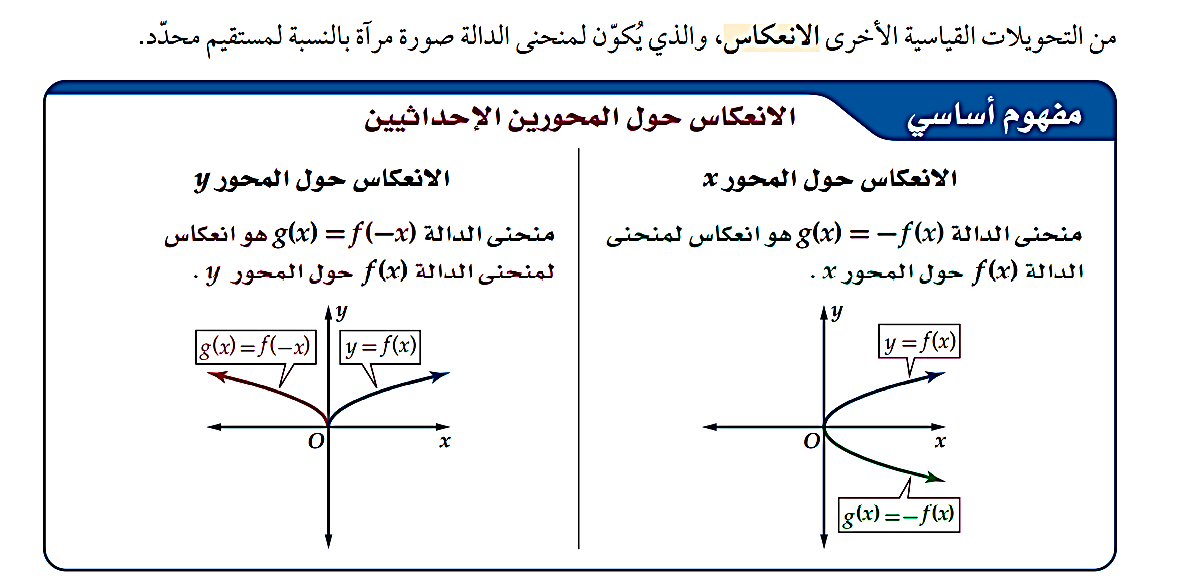 من التحويلات القياسية الأخرى الانعكاس، والذي يُكوّن لمنحنى الدالة صورة مرآة بالنسبة لمستقيم محدّد.
مفهوم أساسي
الانعكاس حول المحورين الإحداثيين
الانعكاس حول المحور x
منحنى الدالة g(x) = −f(x) هو انعكاس لمنحنى
الدالة f(x) حول المحور x .
y
y = f(x)
O
x
g(x) = −f(x)
الانعكاس حول المحور y
منحنى الدالة g(x) = f(−x) هو انعكاس
لمنحنى الدالة f(x) حول المحور y .
y
g(x) = f(−x)
y = f(x)
O
x